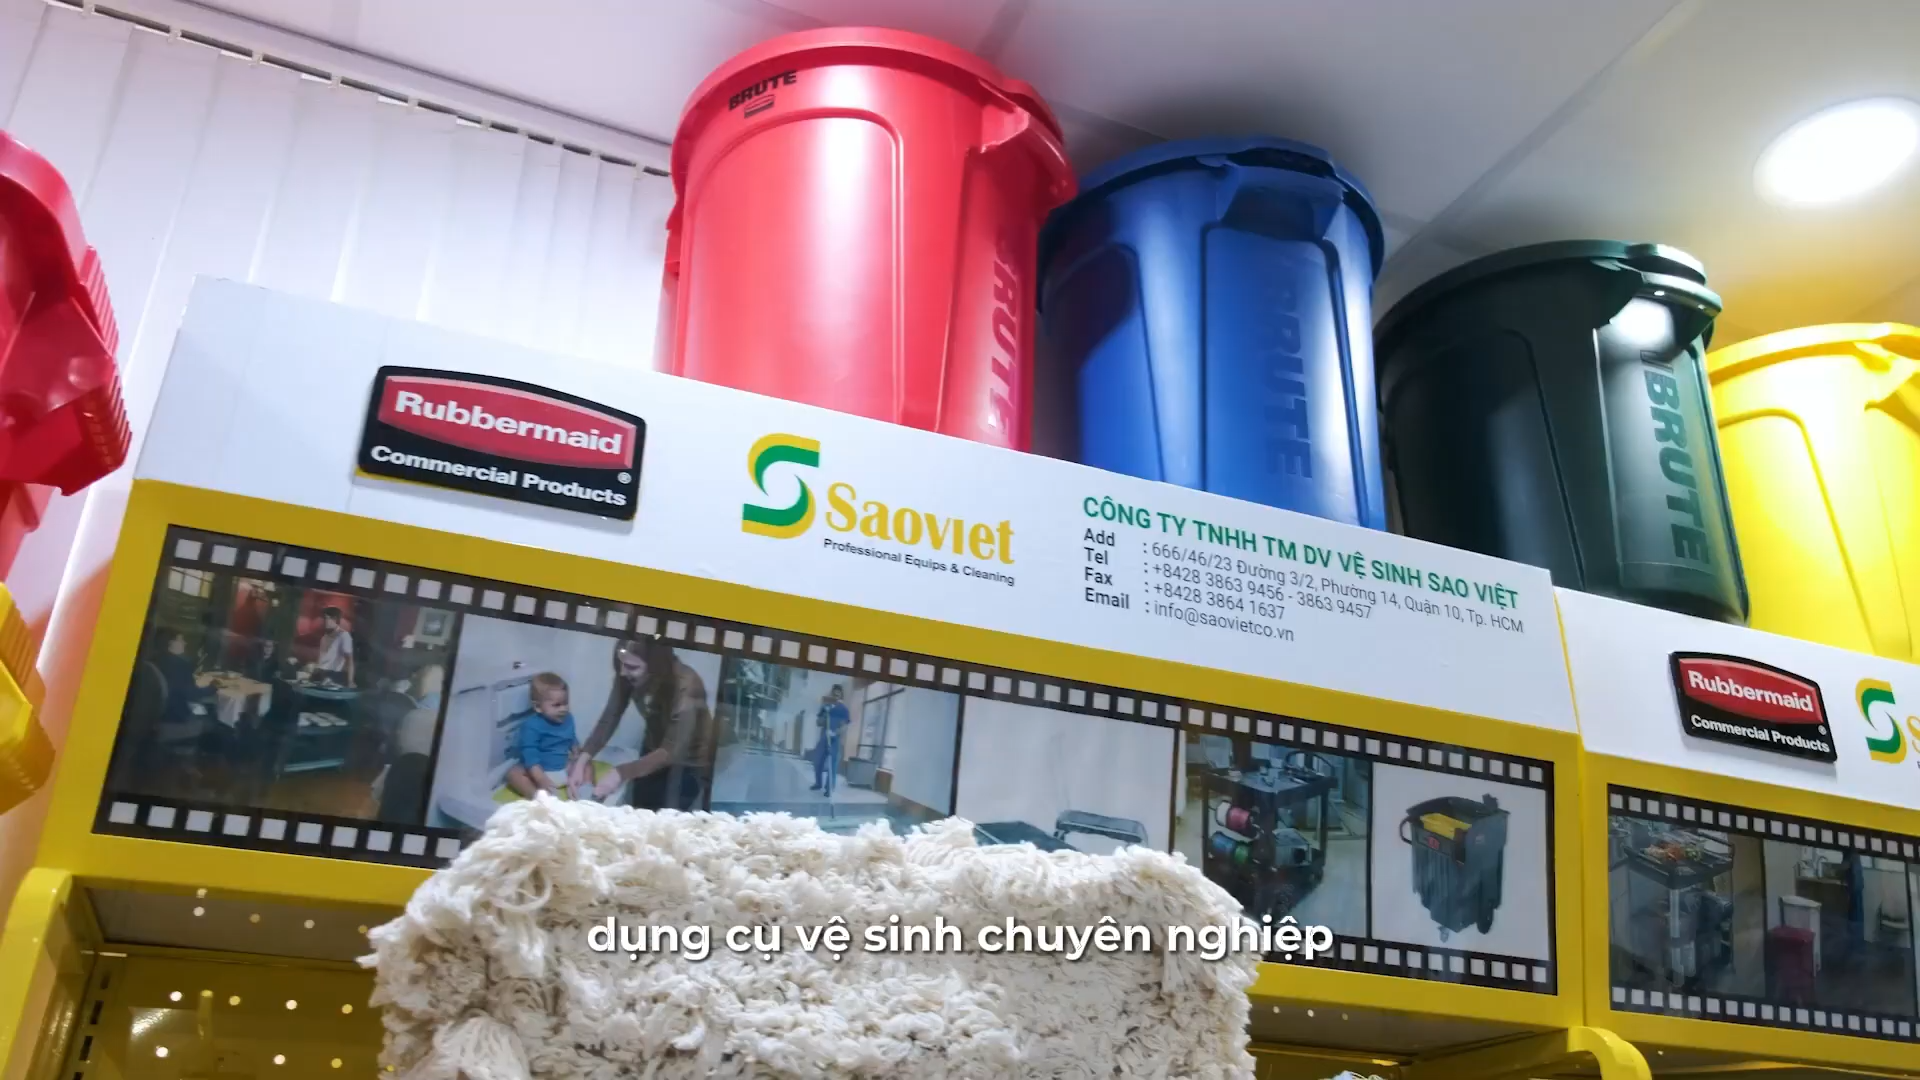 BRUTE
BRUTE
BRUTE
BRUTE
Rubbermaid
Commercial Products®
Saoviet
Professional Equips & Cleaning
CÔNG TY TNHH TM DV VỆ SINH SAO VIỆT
Add : 666/46/23 Đường 3/2, Phường 14, Quận 10, Tp. HCM
Tel : +8428 3863 9456 - 3863 9457
Fax : +8428 3864 1637
Email : info@saovietco.vn
Rubbermaid
Commercial Products®
dụng cụ vệ sinh chuyên nghiệp